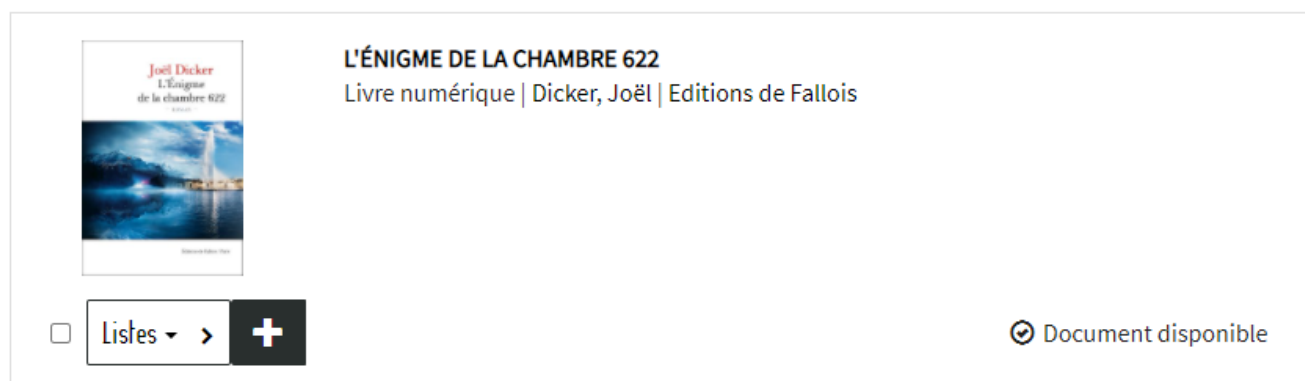 Joël Dicker
L'Énigme
de la chambre 622
L'ÉNIGME DE LA CHAMBRE 622
Livre numérique | Dicker, Joël | Editions de Fallois
Listes
Document disponible